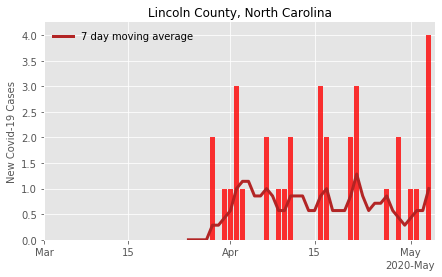 Lincoln County, North Carolina
7 day moving average
New Covid-19 Cases
4.0
3.5
3.0
2.5
2.0
1.5
1.0
0.5
0.0
Mar 15 Apr 15 May
2020-May